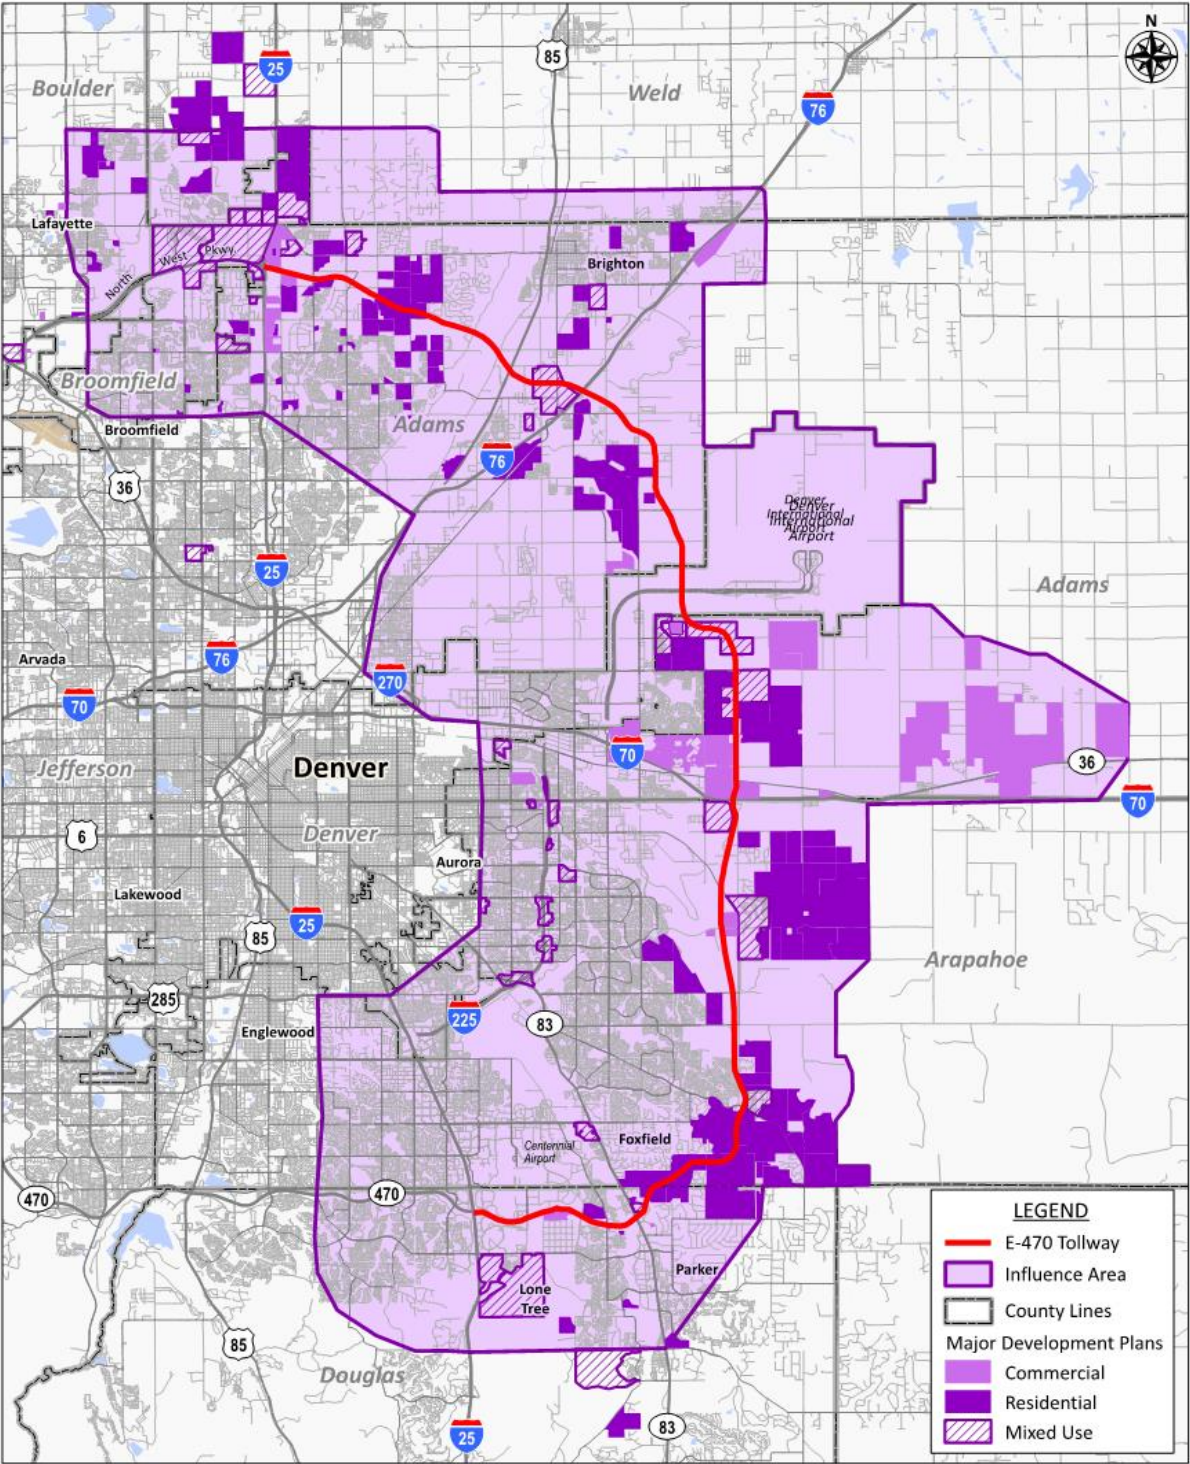 N
25
85
Boulder
Weld
76
Lafayette
North
West
Pkwy
Brighton
Broomfield
Broomfield
Adams
76
36
Denver
International
Airport
Denver
International
Airport
25
Adams
76
Arvada
270
70
70
36
70
Jefferson
Denver
Denver
6
Aurora
Lakewood
25
85
Arapahoe
285
Englewood
225
83
Centennial
Airport
Foxfield
470
470
Parker
Lone
Tree
85
Douglas
25
83
LEGEND
E-470 Tollway
Influence Area
County Lines
Major Development Plans
Commercial
Residential
Mixed Use